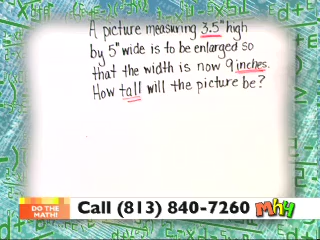 A picture measuring 3.5" high
by 5" wide is to be enlarged so
that the width is now 9 inches.
How tall will the picture be?
DO THE MATH!
Call (813) 840-7260
MH4